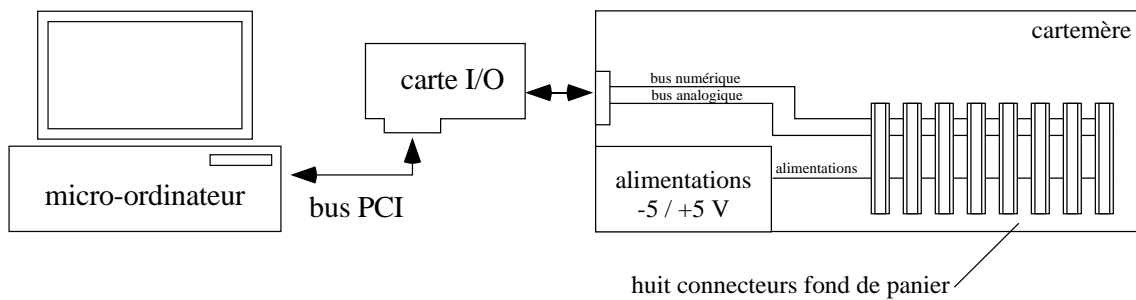 cartemère
carte I/O
bus numérique
bus analogique
micro-ordinateur
bus PCI
alimentations
-5 / +5 V
alimentations
huit connecteurs fond de panier